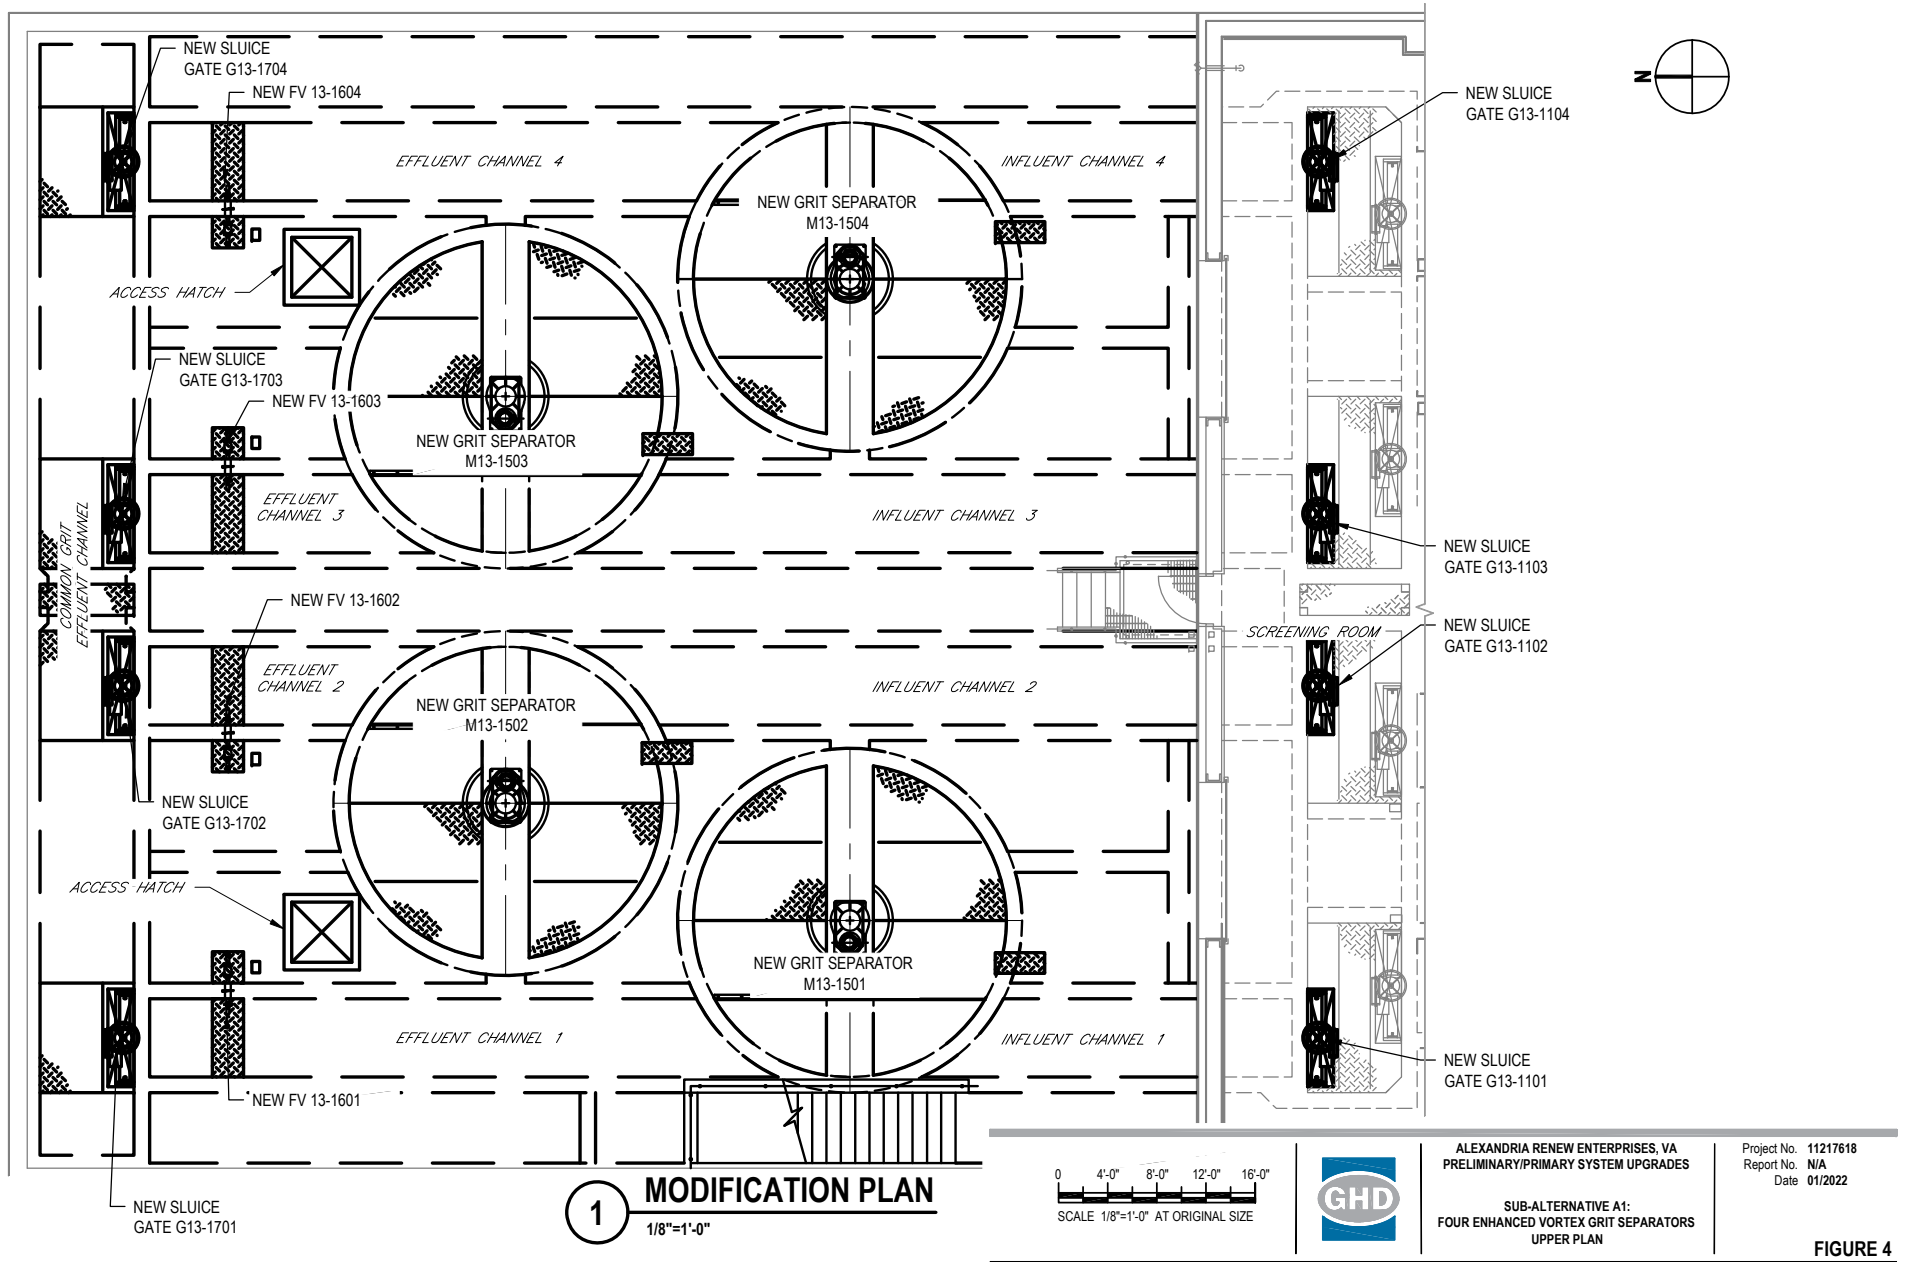 NEW SLUICE
GATE G13-1704
NEW FV 13-1604
N
NEW SLUICE
GATE G13-1104
EFFLUENT CHANNEL 4
INFLUENT CHANNEL 4
NEW GRIT SEPARATOR
M13-1504
ACCESS HATCH
NEW SLUICE
GATE G13-1703
NEW FV 13-1603
NEW GRIT SEPARATOR
M13-1503
EFFLUENT
CHANNEL 3
INFLUENT CHANNEL 3
COMMON GRIT
EFFLUENT CHANNEL
NEW SLUICE
GATE G13-1103
NEW FV 13-1602
SCREENING ROOM
NEW SLUICE
GATE G13-1102
EFFLUENT
CHANNEL 2
INFLUENT CHANNEL 2
NEW GRIT SEPARATOR
M13-1502
NEW SLUICE
GATE G13-1702
ACCESS HATCH
NEW GRIT SEPARATOR
M13-1501
EFFLUENT CHANNEL 1
INFLUENT CHANNEL 1
NEW SLUICE
GATE G13-1101
NEW FV 13-1601
NEW SLUICE
GATE G13-1701
1
MODIFICATION PLAN
1/8"=1'-0"
0 4'-0" 8'-0" 12'-0" 16'-0"
SCALE 1/8"=1'-0" AT ORIGINAL SIZE
GHD
ALEXANDRIA RENEW ENTERPRISES, VA
PRELIMINARY/PRIMARY SYSTEM UPGRADES
SUB-ALTERNATIVE A1:
FOUR ENHANCED VORTEX GRIT SEPARATORS
UPPER PLAN
Project No. 11217618
Report No. N/A
Date 01/2022
FIGURE 4